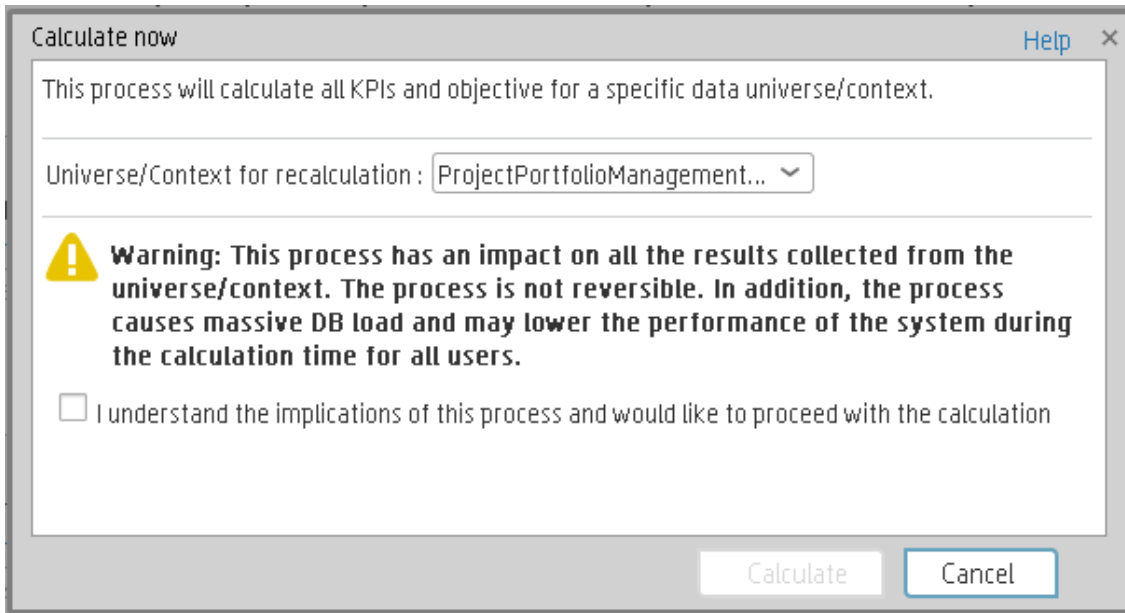 Calculate now
Help ×
This process will calculate all KPIs and objective for a specific data universe/context.
Universe/Context for recalculation : ProjectPortfolioManagement...
Warning: This process has an impact on all the results collected from the
universe/context. The process is not reversible. In addition, the process
causes massive DB load and may lower the performance of the system during
the calculation time for all users.
I understand the implications of this process and would like to proceed with the calculation
Calculate
Cancel